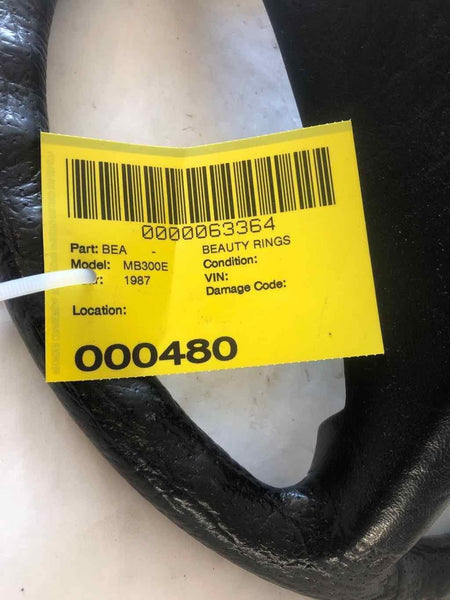 0000063364
Part: BEA - BEAUTY RINGS
Model: MB300E Condition:
1987 VIN:
Damage Code:
Location:
000480